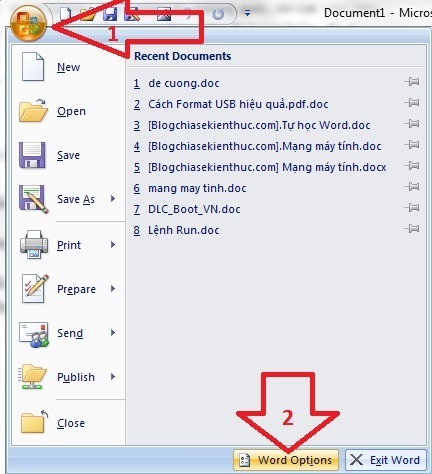 Document1 - Micros
1
New
Open
Save
Save As
Print
Prepare
Send
Publish
Close
Recent Documents
1 de cuong.doc
2 Cách Format USB hiệu quả.pdf.doc
3 [Blogchiasekienthuc.com].Tự học Word.doc
4 [Blogchiasekienthuc.com].Mạng máy tính.doc
5 [Blogchiasekienthuc.com] Mạng máy tính.docx
6 mang may tinh.doc
7 DLC_Boot_VN.doc
8 Lệnh Run.doc
2
Word Options
Exit Word